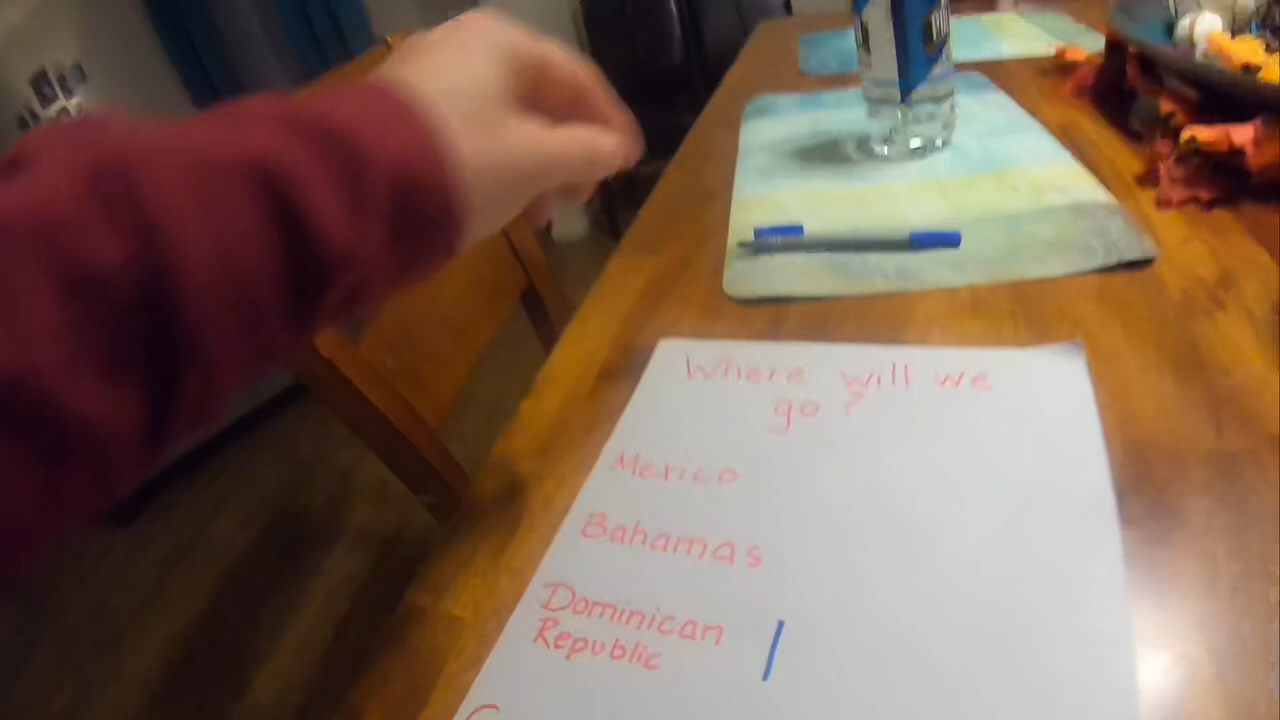 Where will we
go?
Mexico
Bahamas
Dominican
Republic